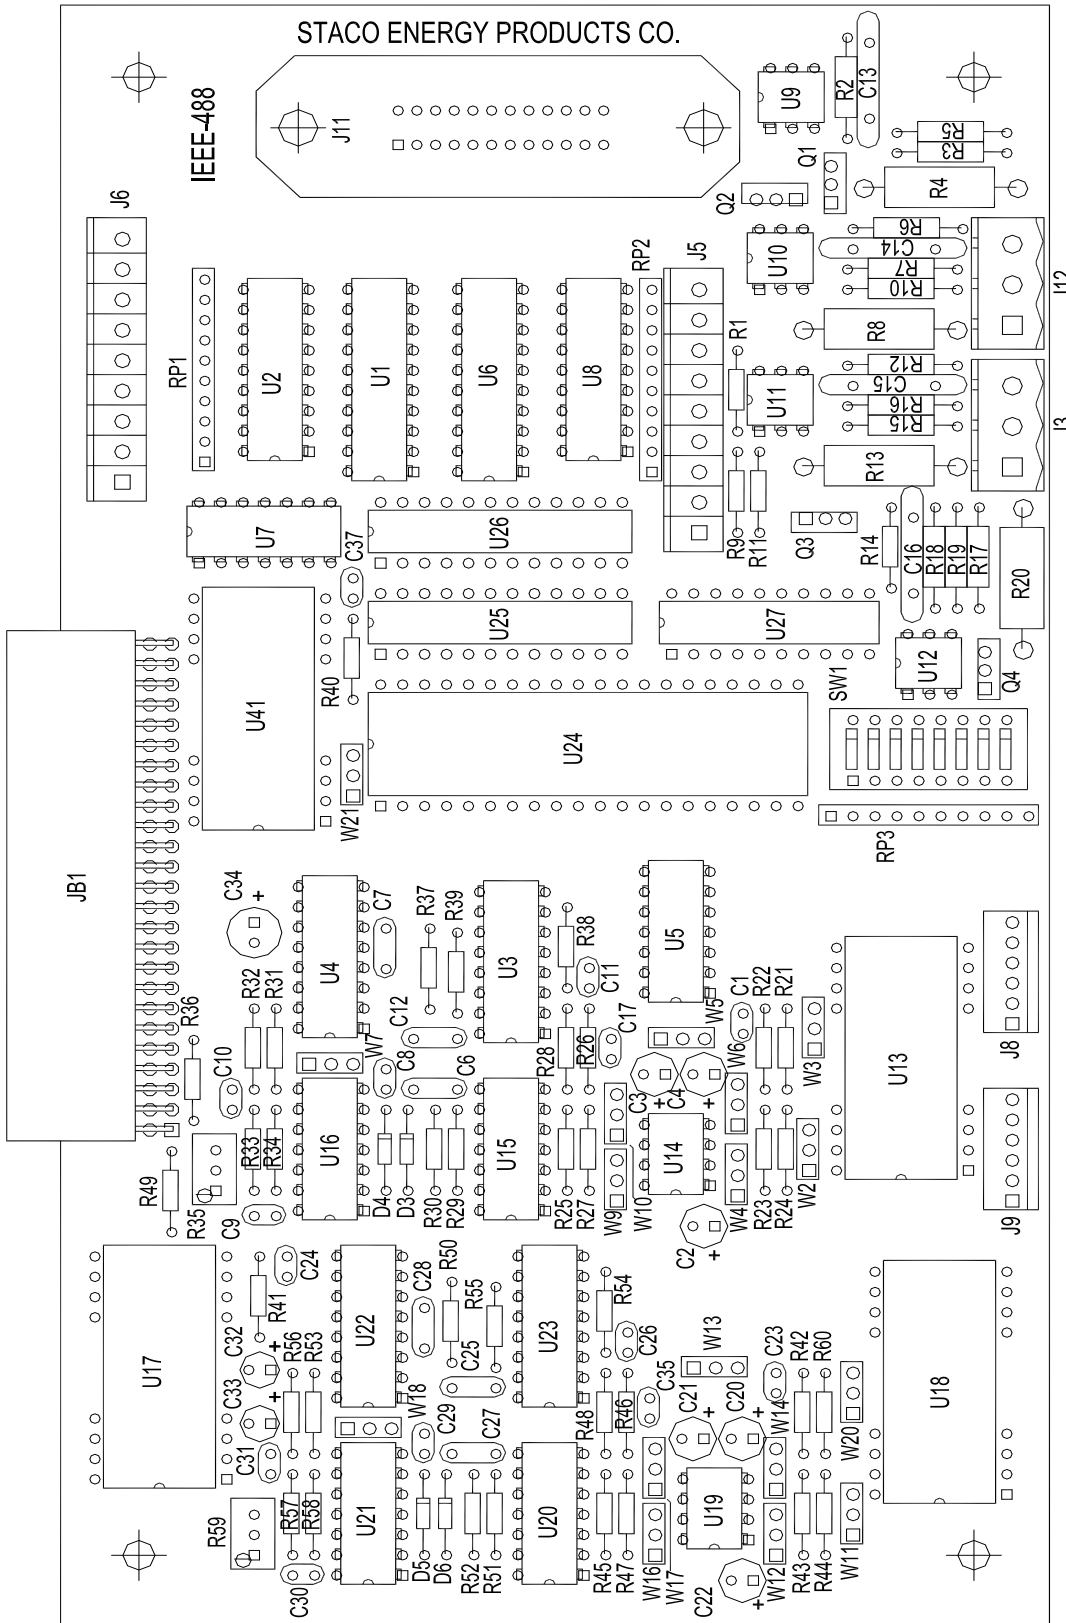 STACO ENERGY PRODUCTS CO.
IEEE-488
J11
U9
R2
C13
R5
R3
R4
Q1
Q2
J6
RP1
U2
U1
U6
U8
RP2
J5
U10
R6
C14
R7
R10
R8
J12
R1
U11
R12
C15
R16
R15
R13
J3
R9
R11
Q3
R14
C16
R18
R19
R17
R20
U7
U26
C37
U25
U27
R40
U41
U24
W21
SW1
U12
Q4
RP3
JB1
C34
+
U4
C7
R37
R39
U3
R38
C11
U5
R36
R32
R31
C10
C12
W7
C8
C6
R28
R26
C17
W5
C1
R22
R21
W6
W3
C3
+
C4
+
U13
J8
R49
R33
R34
U16
D4
D3
R30
R29
U15
R25
R27
W9
W10
U14
W4
R23
R24
W2
J9
R35
C9
C2
+
U17
R41
C24
U22
C28
R50
R55
C25
U23
R54
C26
W13
C23
R42
R60
U18
C32
+
C33
+
R56
R53
C31
W18
C29
C27
R48
R46
C35
C21
+
C20
+
W14
W20
R59
R57
R58
U21
D5
D6
R52
R51
U20
R45
R47
W16
W17
U19
W12
R43
R44
W11
C30
C22
+